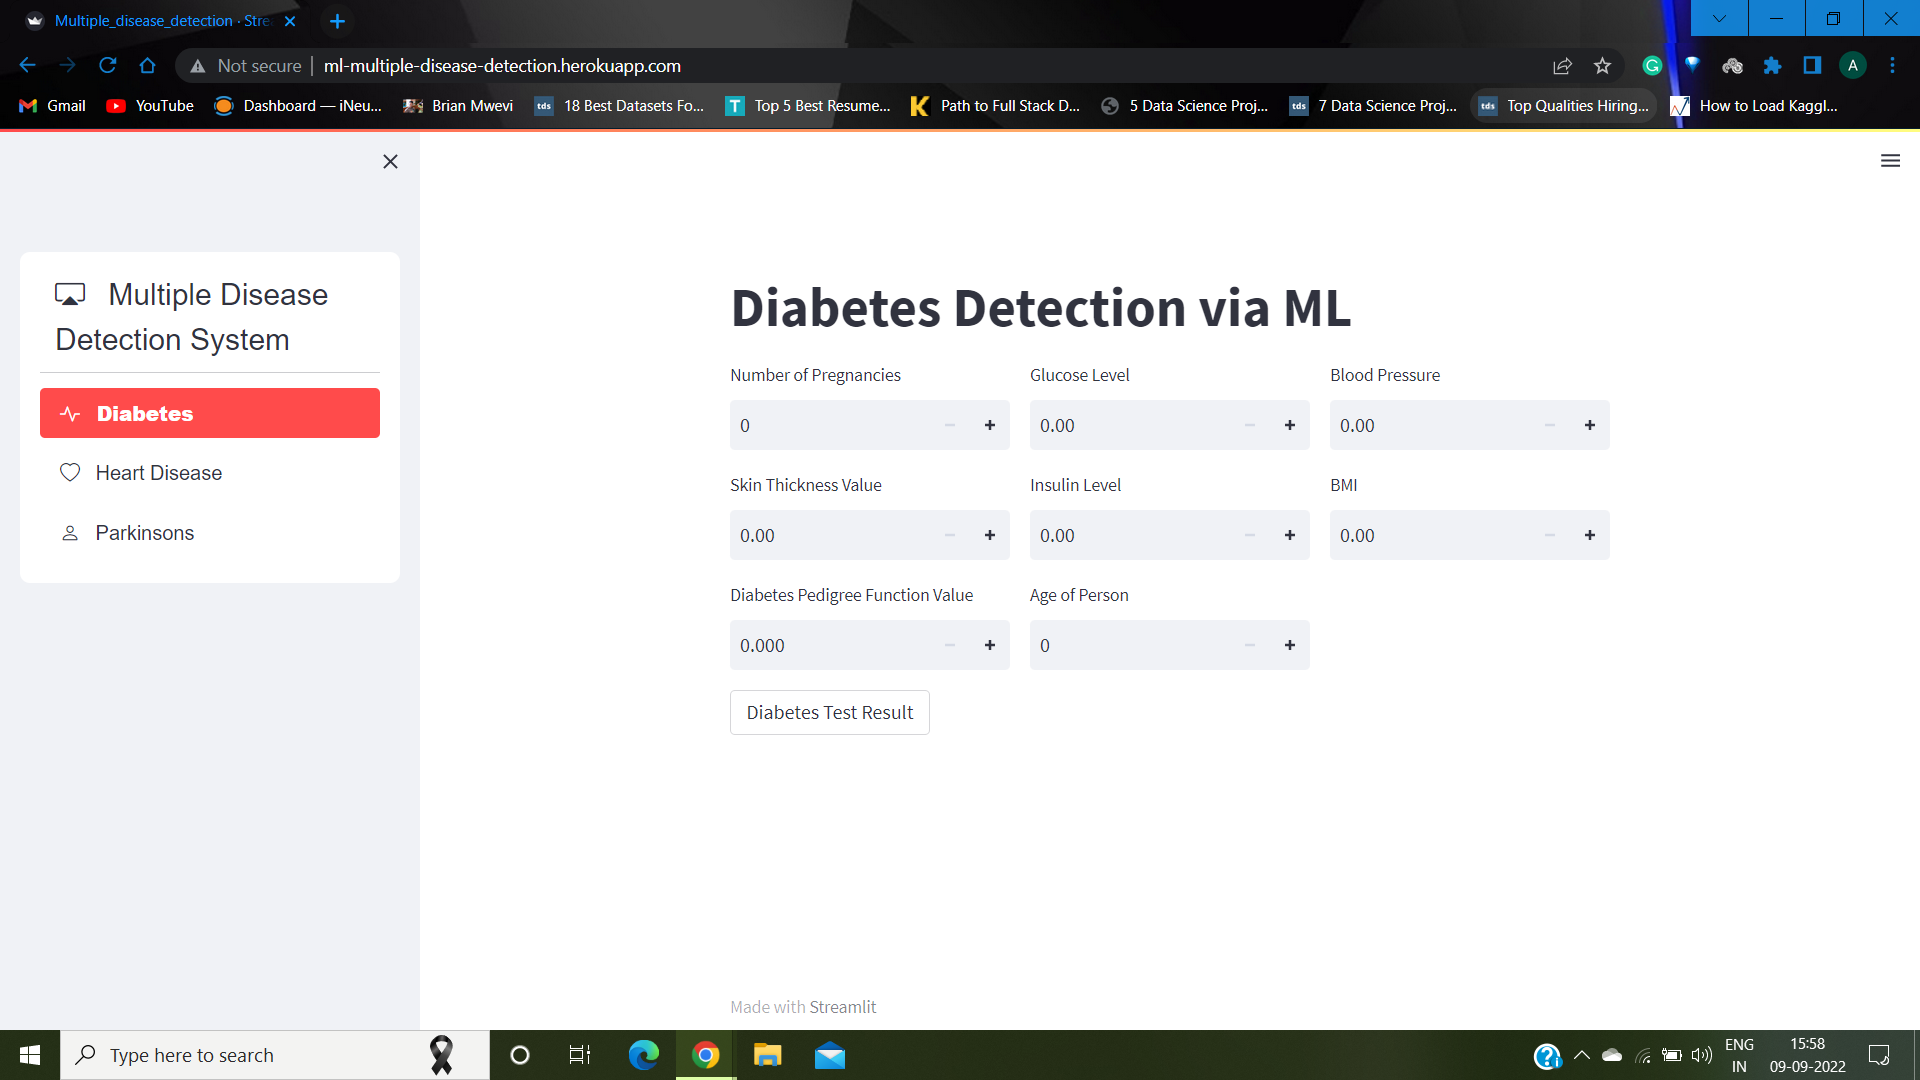 Multiple_disease_detection · Stre
Not secure
ml-multiple-disease-detection.herokuapp.com
G
A
Gmail
YouTube
Dashboard — iNeu...
Brian Mwevi
tds
18 Best Datasets Fo...
T
Top 5 Best Resume...
K
Path to Full Stack D...
5 Data Science Proj...
tds
7 Data Science Proj...
tds
Top Qualities Hiring...
How to Load Kaggl...
Multiple Disease
Detection System
Diabetes
Heart Disease
Parkinsons
Diabetes Detection via ML
Number of Pregnancies
Glucose Level
Blood Pressure
0
0.00
0.00
Skin Thickness Value
Insulin Level
BMI
0.00
0.00
0.00
Diabetes Pedigree Function Value
Age of Person
0.000
0
Diabetes Test Result
Made with Streamlit
Type here to search
ENG
IN
15:58
09-09-2022